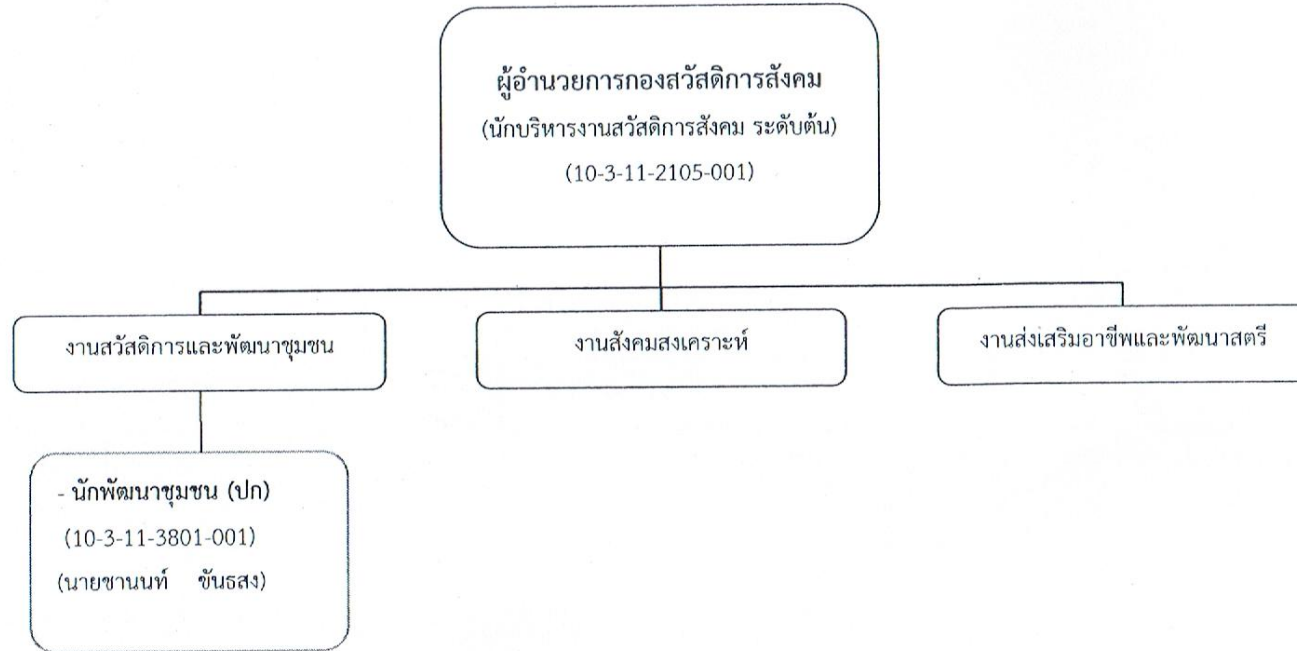 ผู้อำนวยการกองสวัสดิการสังคม
(นักบริหารงานสวัสดิการสังคม ระดับต้น)
(10-3-11-2105-001)
งานสวัสดิการและพัฒนาชุมชน
งานสังคมสงเคราะห์
งานส่งเสริมอาชีพและพัฒนาสตรี
- นักพัฒนาชุมชน (ปก)
(10-3-11-3801-001)
(นายชานนท์ ขันธสง)